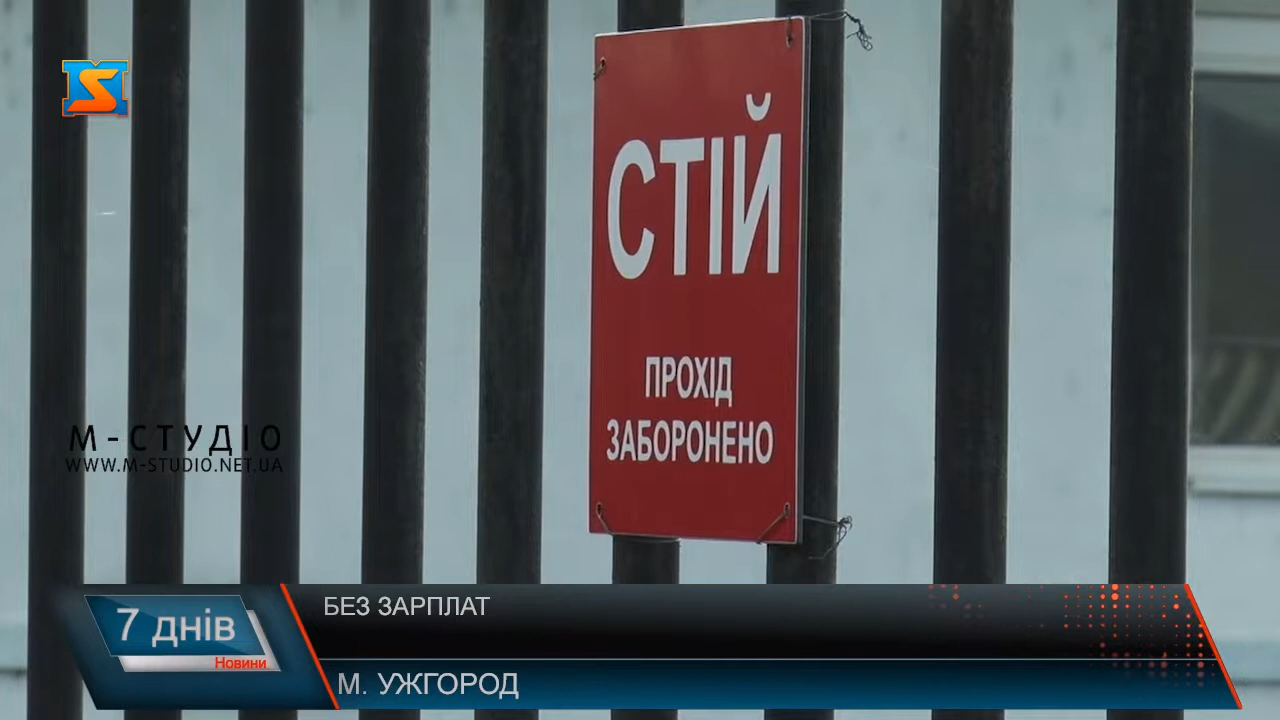 СТІЙ
ПРОХІД
ЗАБОРОНЕНО
М-СТУДІО
WWW.M-STUDIO.NET.UA
7 днів
Новини
БЕЗ ЗАРПЛАТ
М. УЖГОРОД